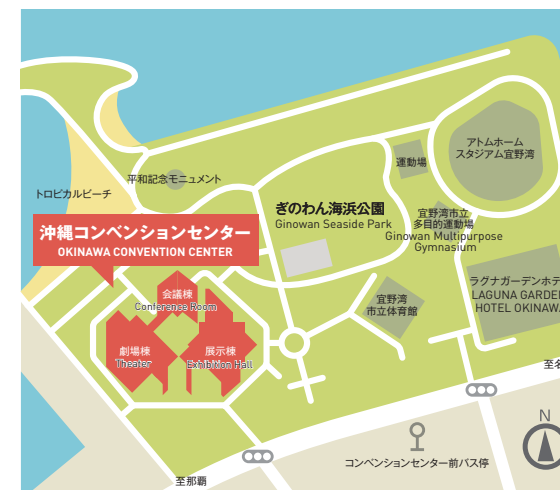 アトムホーム
スタジアム宜野湾
運動場
平和記念モニュメント
トロピカルビーチ
ぎのわん海浜公園
Ginowan Seaside Park
宜野湾市立
多目的運動場
Ginowan Multipurpose
Gymnasium
沖縄コンベンションセンター
OKINAWA CONVENTION CENTER
ラグナガーデンホテ
LAGUNA GARDE
HOTEL OKINAWA
会議棟
Conference Room
宜野湾
市立体育館
劇場棟
Theater
展示棟
Exhibition Hall
至名
N
コンベンションセンター前バス停
至那覇